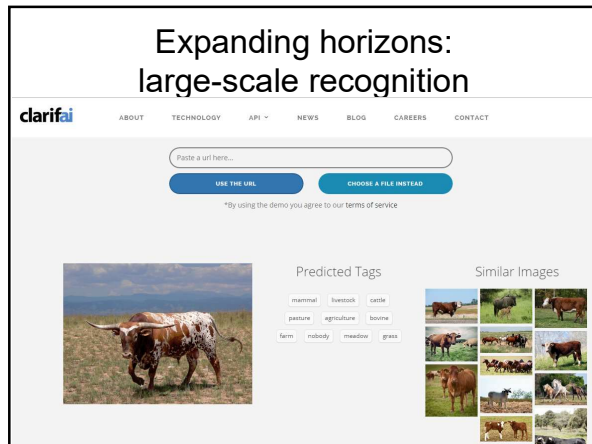 Expanding horizons:
large-scale recognition
clarifai ABOUT TECHNOLOGY API NEWS BLOG CAREERS CONTACT
Paste a url here...
USE THE URL CHOOSE A FILE INSTEAD
*By using the demo you agree to our terms of service
Predicted Tags Similar Images
mammal livestock cattle
pasture agriculture bovine
farm nobody meadow grass